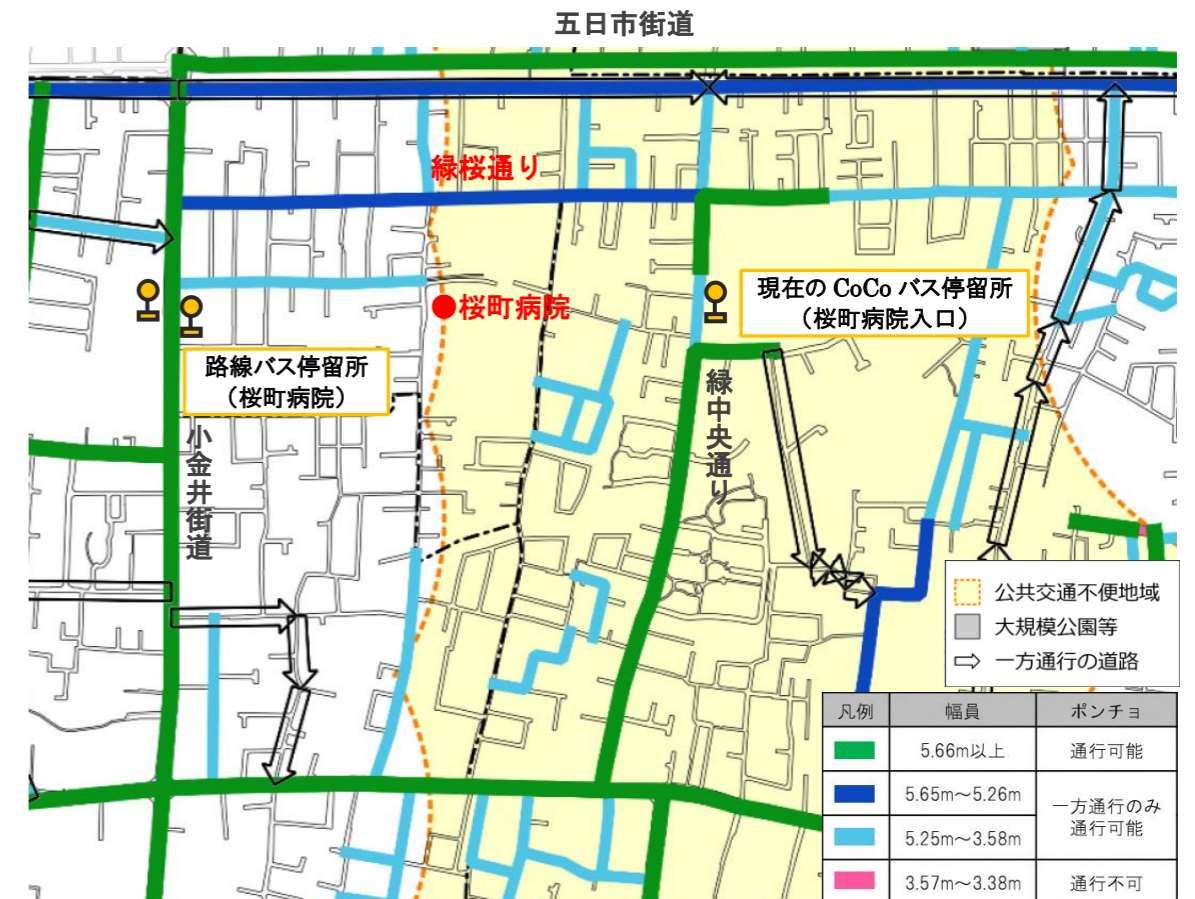 五日市街道
緑桜通り
桜町病院
現在の CoCo バス停留所
（桜町病院入口）
路線バス停留所
（桜町病院）
小金井街道
緑中央通り
公共交通不便地域
大規模公園等
一方通行の道路
凡例 幅員 ポンチョ
5.66m以上 通行可能
5.65m～5.26m 一方通行のみ
通行可能
5.25m～3.58m
3.57m～3.38m 通行不可